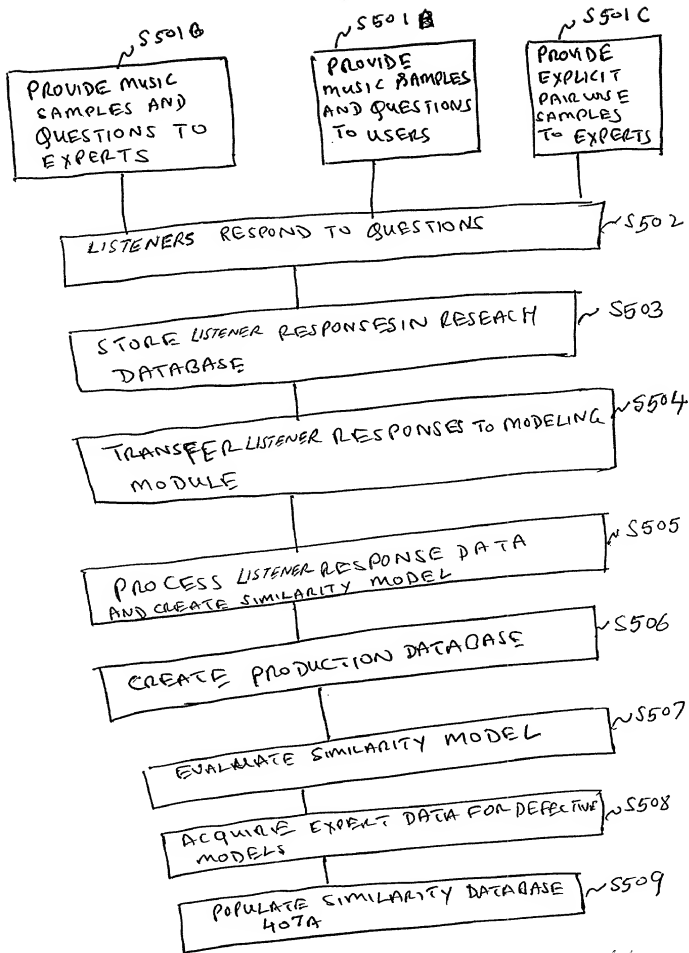 S501B
PROVIDE MUSIC
SAMPLES AND
QUESTIONS TO
EXPERTS
S501B
PROVIDE
MUSIC SAMPLES
AND QUESTIONS
TO USERS
S501C
PROVIDE
EXPLICIT
PAIRWISE
SAMPLES
TO EXPERTS
LISTENERS RESPOND TO QUESTIONS
S502
STORE LISTENER RESPONSES IN RESEACH
DATABASE
S503
TRANSFER LISTENER RESPONSES TO MODELING
MODULE
S504
PROCESS LISTENER RESPONSE DATA
AND CREATE SIMILARITY MODEL
S505
CREATE PRODUCTION DATABASE
S506
EVALAUATE SIMILARITY MODEL
S507
ACQUIRE EXPERT DATA FOR DEFECTIVE
MODELS
S508
POPULATE SIMILARITY DATABASE
407A
S509